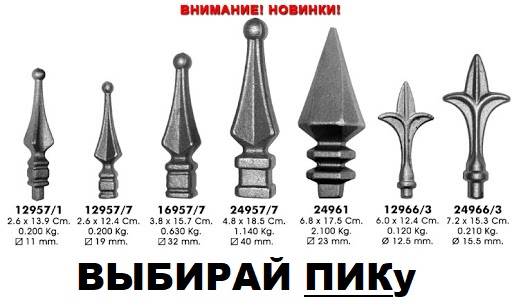 ВНИМАНИЕ! НОВИНКИ!
12957/1 12957/7 16957/7 24957/7 24961 12966/3 24966/3
2.6 x 13.9 Cm. 2.6 x 12.4 Cm. 3.8 x 15.7 Cm. 4.8 x 18.5 Cm. 6.8 x 17.5 Cm. 6.0 x 12.4 Cm. 7.2 x 15.3 Cm.
0.200 Kg. 0.200 Kg. 0.630 Kg. 1.140 Kg. 2.100 Kg. 0.120 Kg. 0.210 Kg.
⌷ 11 mm. ⌷ 19 mm. ⌷ 32 mm. ⌷ 40 mm. ⌷ 23 mm. Ø 12.5 mm. Ø 15.5 mm.
ВЫБИРАЙ ПИКу